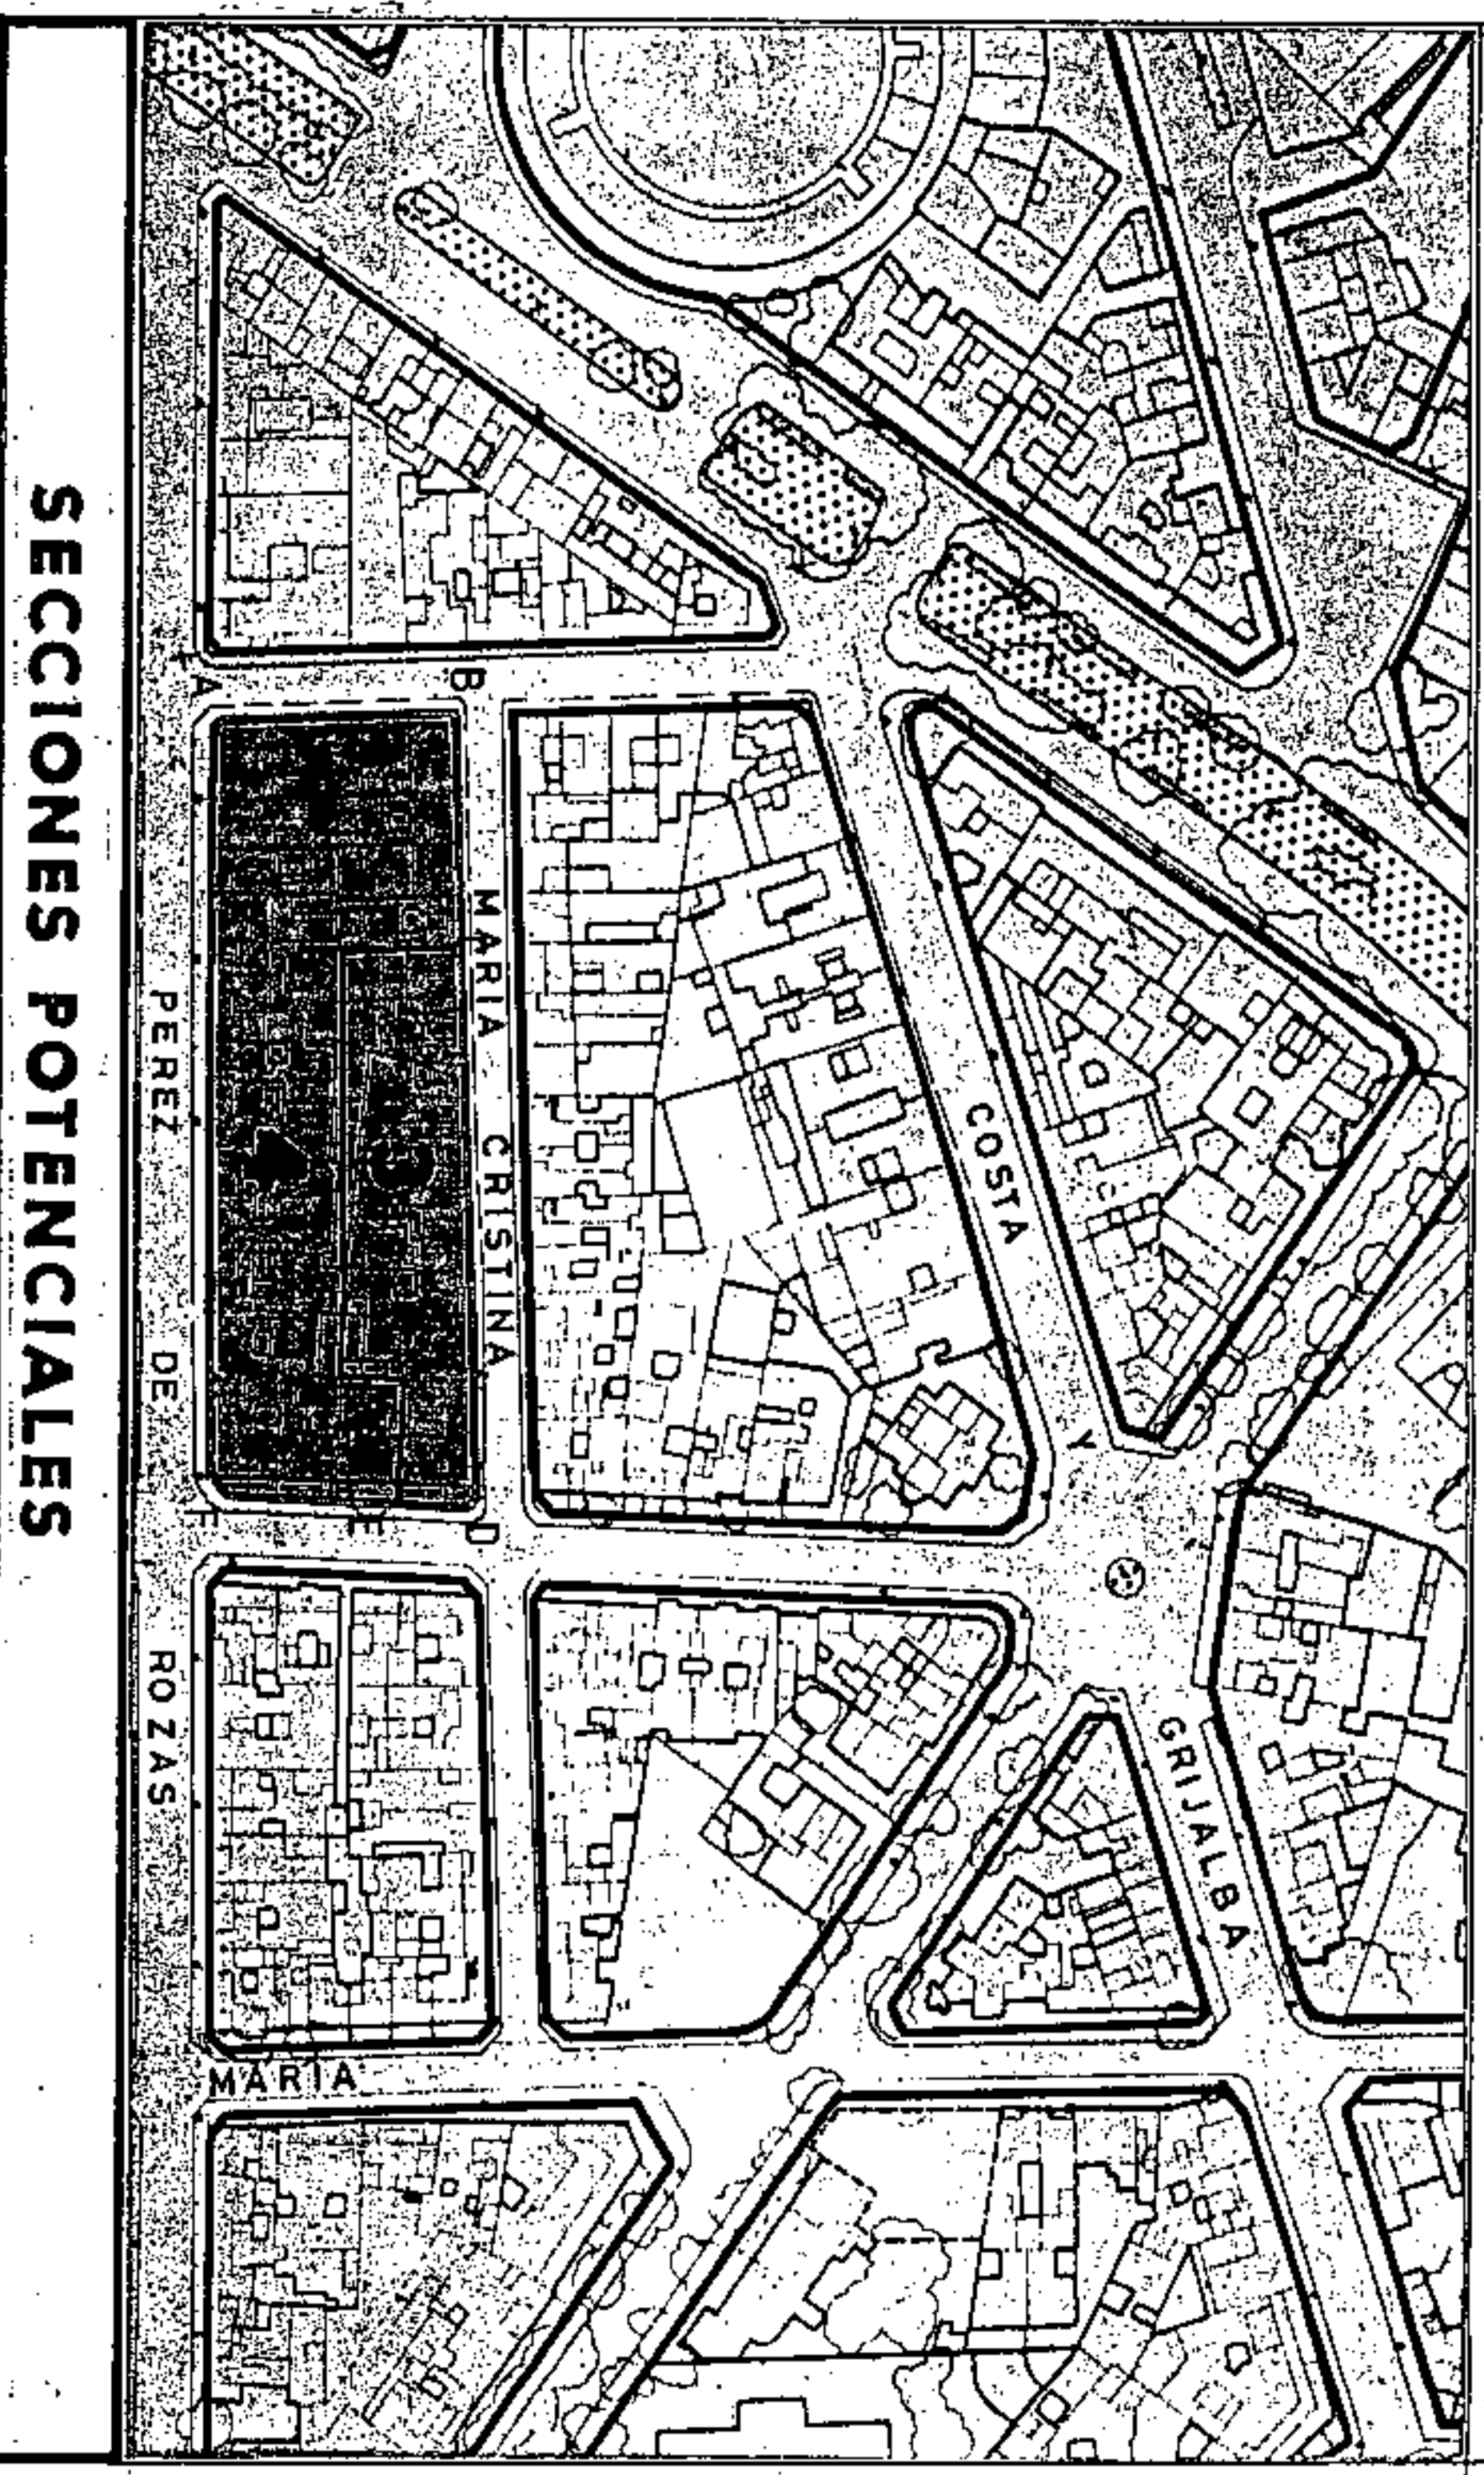 SECCIONES POTENCIALES
A
B
MARIA CRISTINA
COSTA Y GRIJALBA
PEREZ DE ROZAS
F
E
D
MARIA